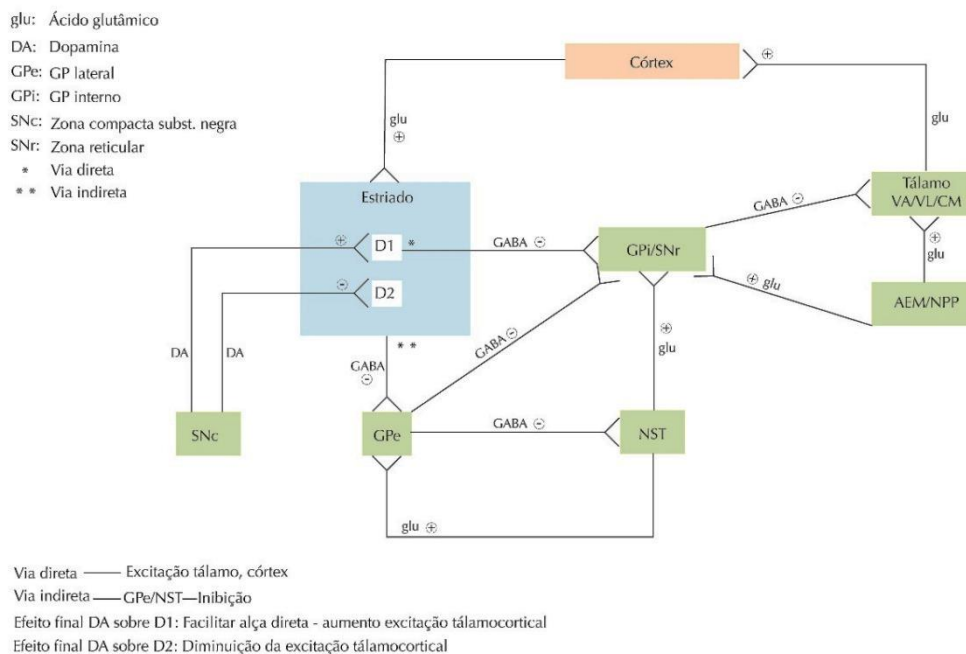 glu: Ácido glutâmico
DA: Dopamina
GPe: GP lateral
GPi: GP interno
SNc: Zona compacta subst. negra
SNr: Zona reticular
* Via direta
* * Via indireta
Córtex
⊕
glu
⊕
glu
Estriado
Tálamo
VA/VL/CM
GABA ⊖
⊕
D1
*
GABA ⊖
GPi/SNr
⊕
glu
⊖
D2
⊕ glu
AEM/NPP
* *
GABA
⊖
GABA ⊖
⊕
glu
DA
DA
SNc
GPe
GABA ⊖
NST
glu ⊕
Via direta —— Excitação tálamo, córtex
Via indireta —— GPe/NST—Inibição
Efeito final DA sobre D1: Facilitar alça direta - aumento excitação tálamocortical
Efeito final DA sobre D2: Diminuição da excitação tálamocortical